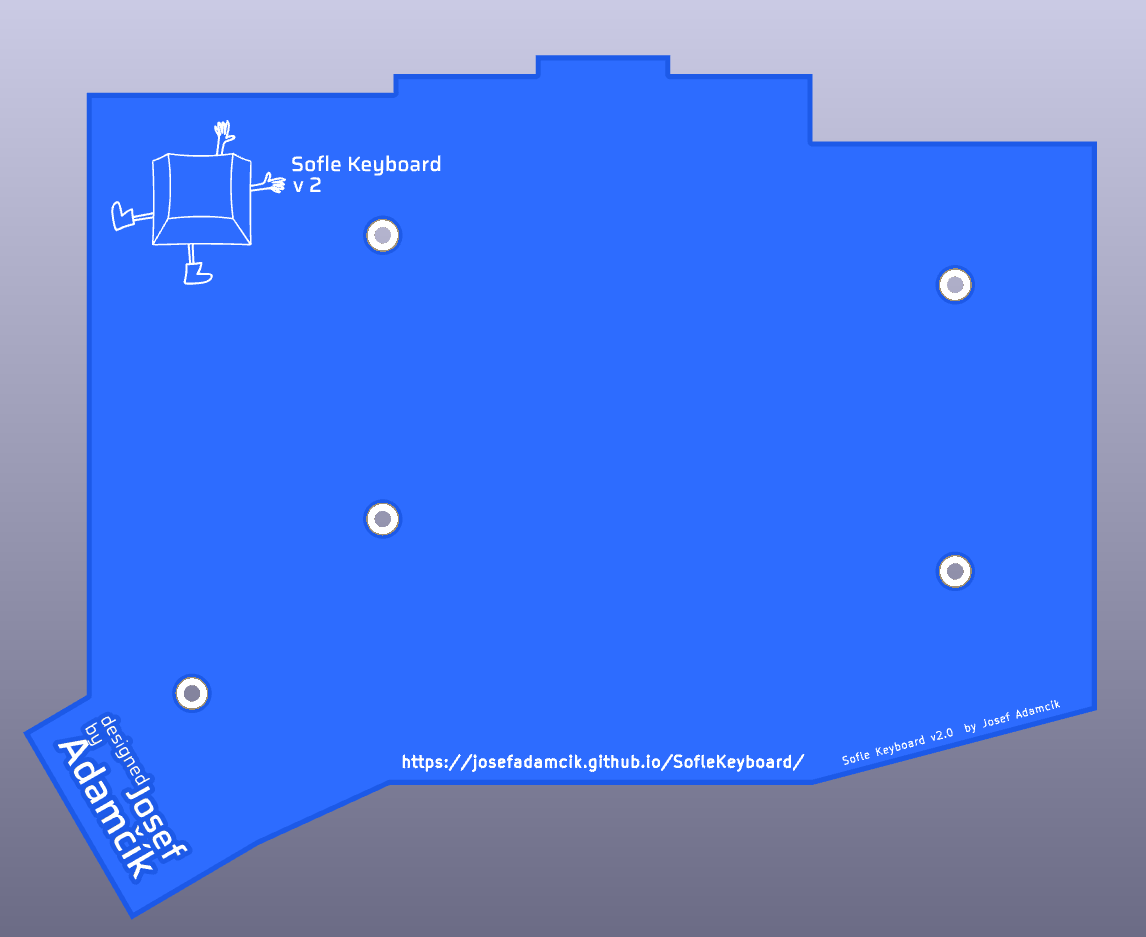 Sofle Keyboard
v 2
designed
by
Josef
Adamčík
https://josefadamcik.github.io/SofleKeyboard/
Sofle Keyboard v2.0 by Josef Adamcik